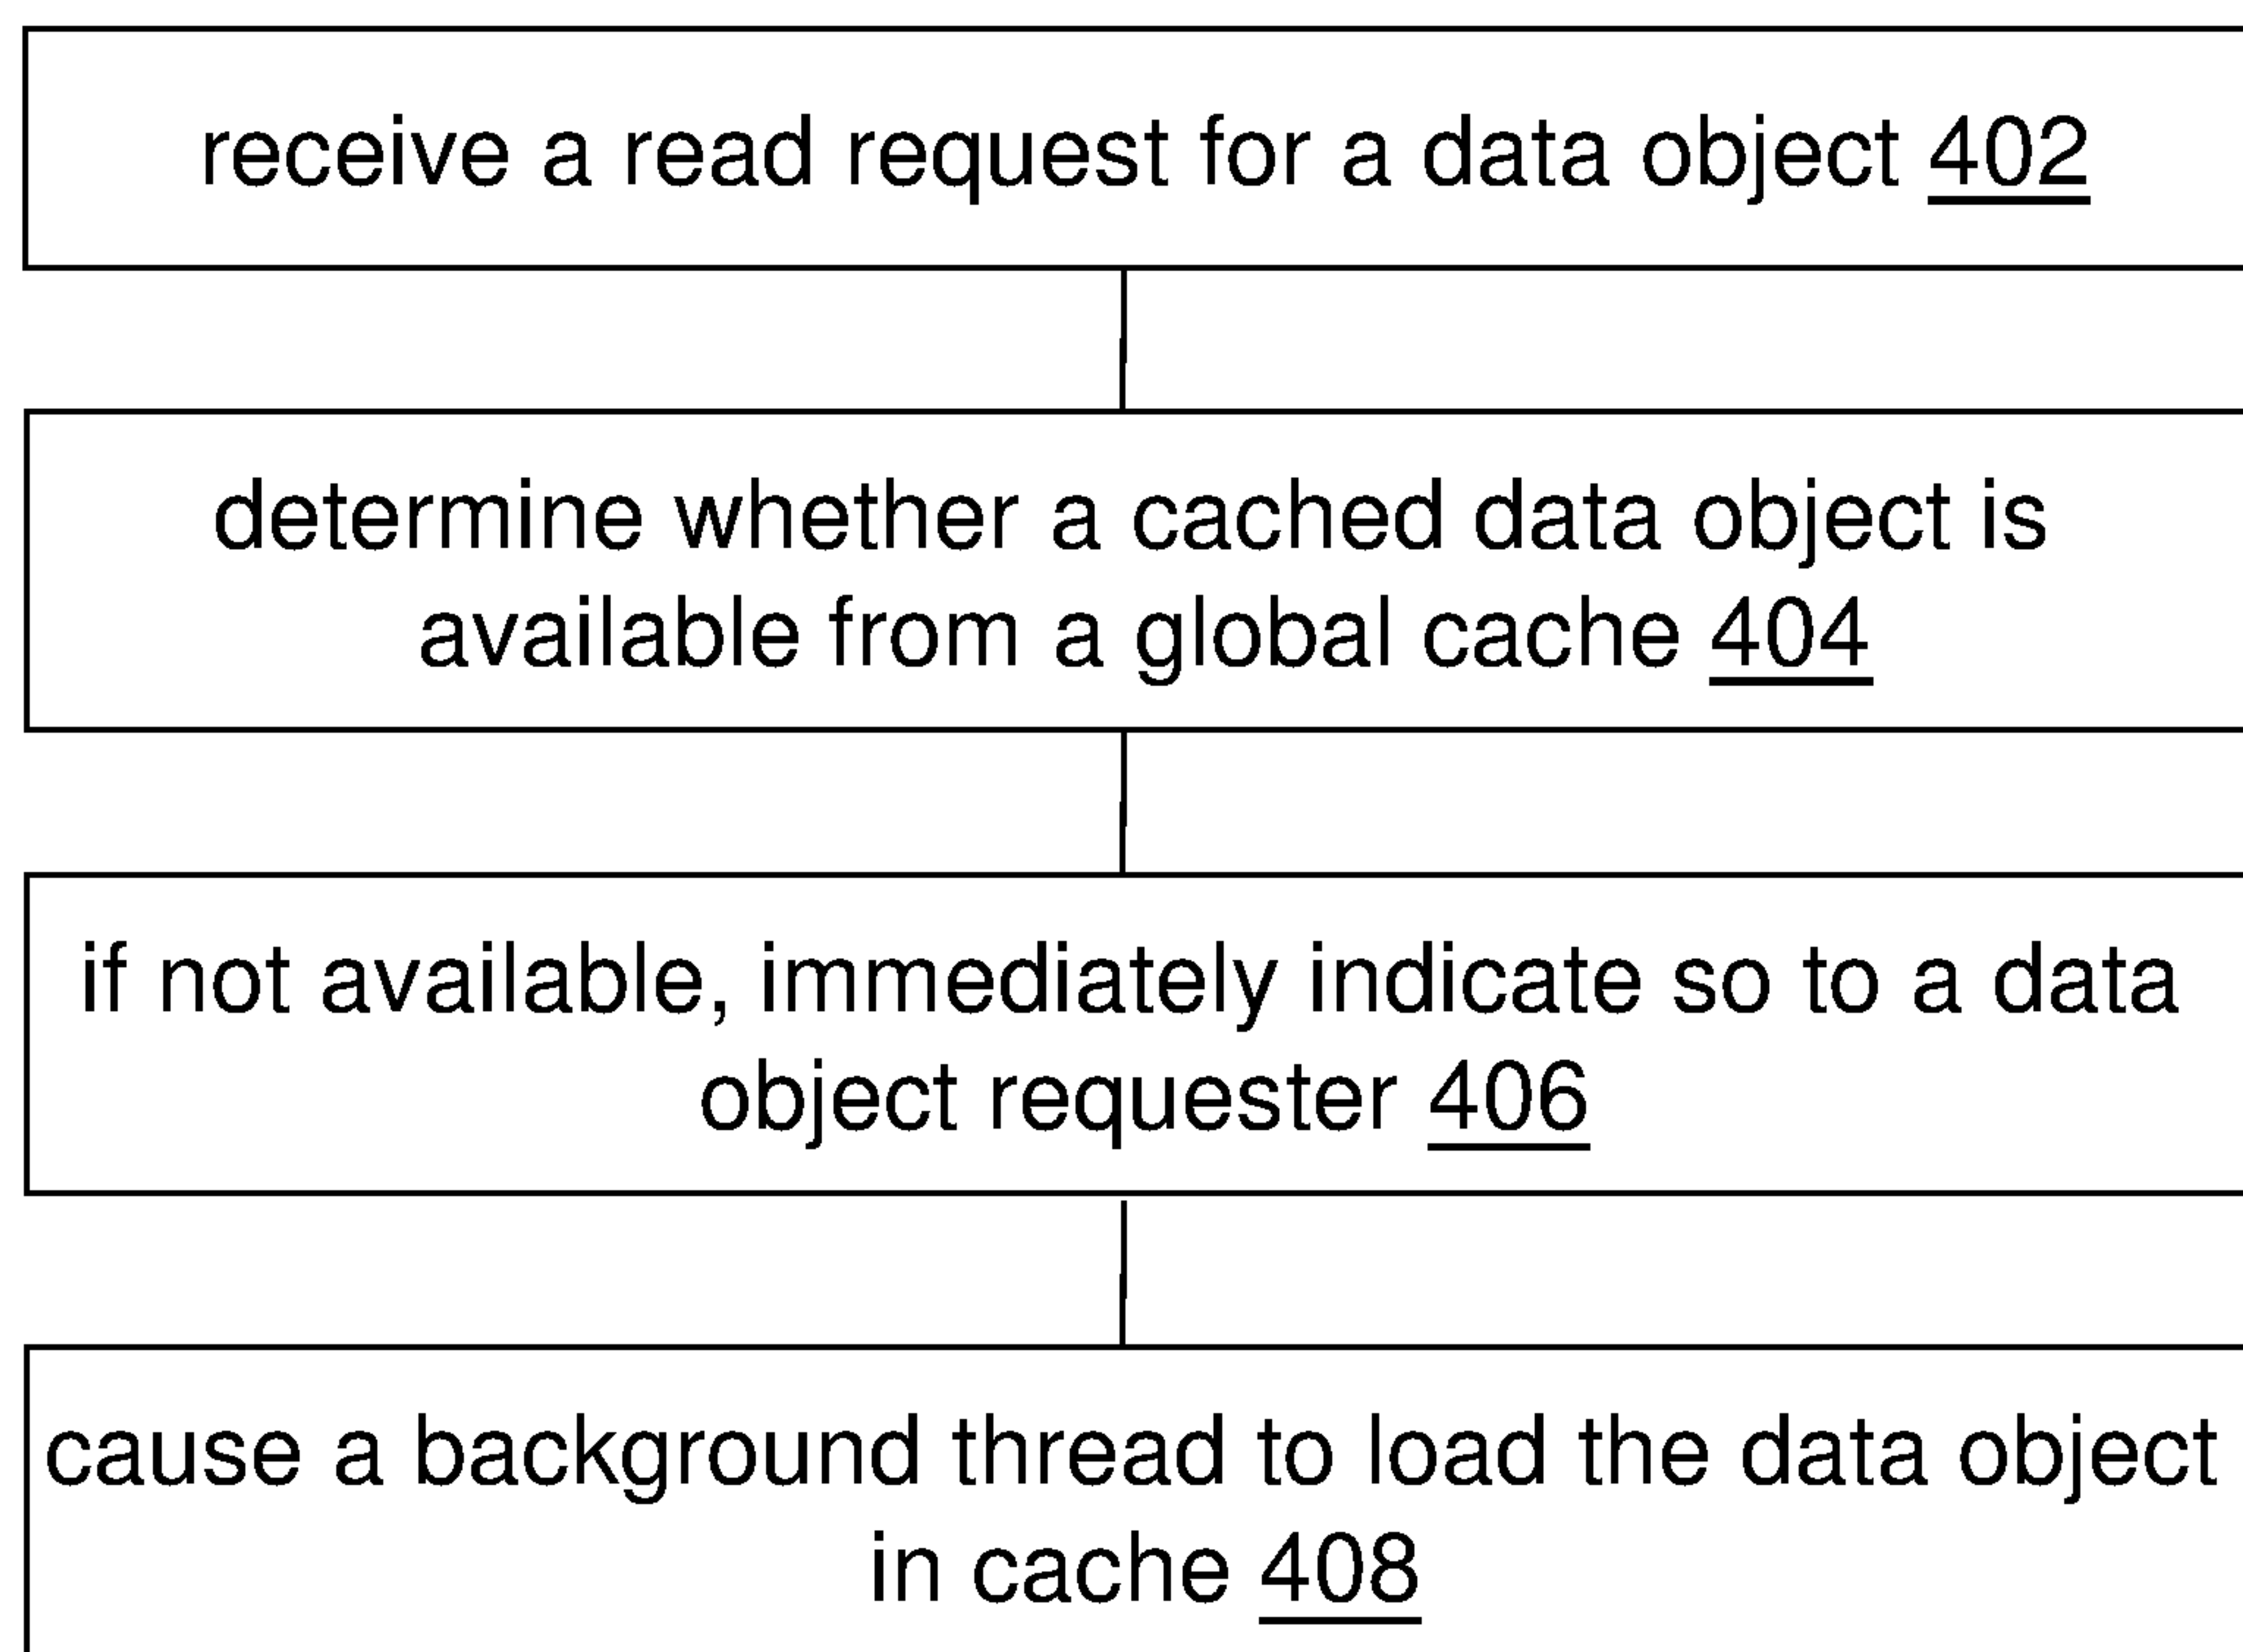 receive a read request for a data object 402
determine whether a cached data object is
available from a global cache 404
if not available, immediately indicate so to a data
object requester 406
cause a background thread to load the data object
in cache 408